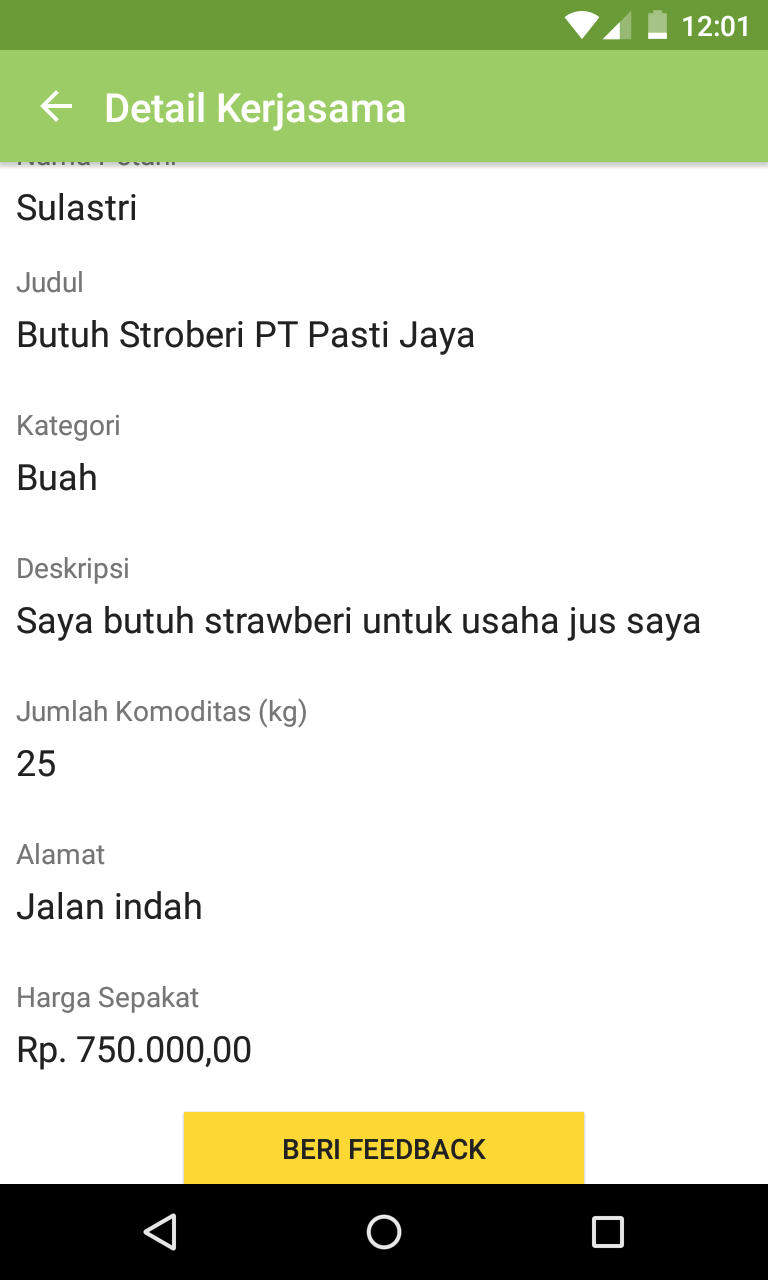 12:01
Detail Kerjasama
Sulastri
Judul
Butuh Stroberi PT Pasti Jaya
Kategori
Buah
Deskripsi
Saya butuh strawberi untuk usaha jus saya
Jumlah Komoditas (kg)
25
Alamat
Jalan indah
Harga Sepakat
Rp. 750.000,00
BERI FEEDBACK